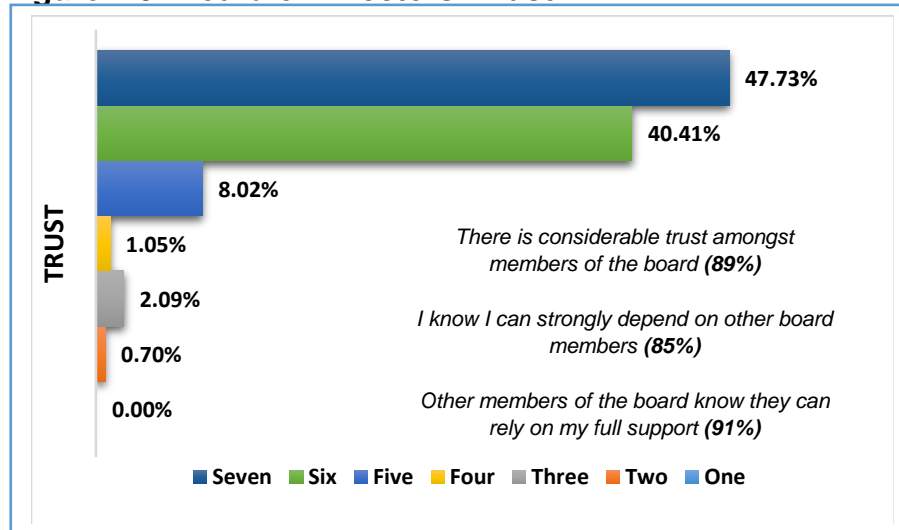 47.73%
40.41%
8.02%
TRUST
1.05%
2.09%
0.70%
0.00%
There is considerable trust amongst
members of the board (89%)
I know I can strongly depend on other board
members (85%)
Other members of the board know they can
rely on my full support (91%)
Seven Six Five Four Three Two One